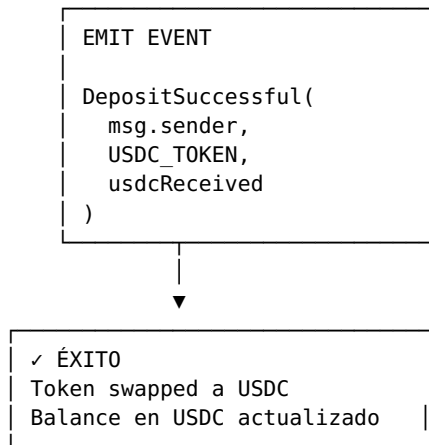 EMIT EVENT
DepositSuccessful(
msg.sender,
USDC_TOKEN,
usdcReceived
)
✓ ÉXITO
Token swapped a USDC
Balance en USDC actualizado